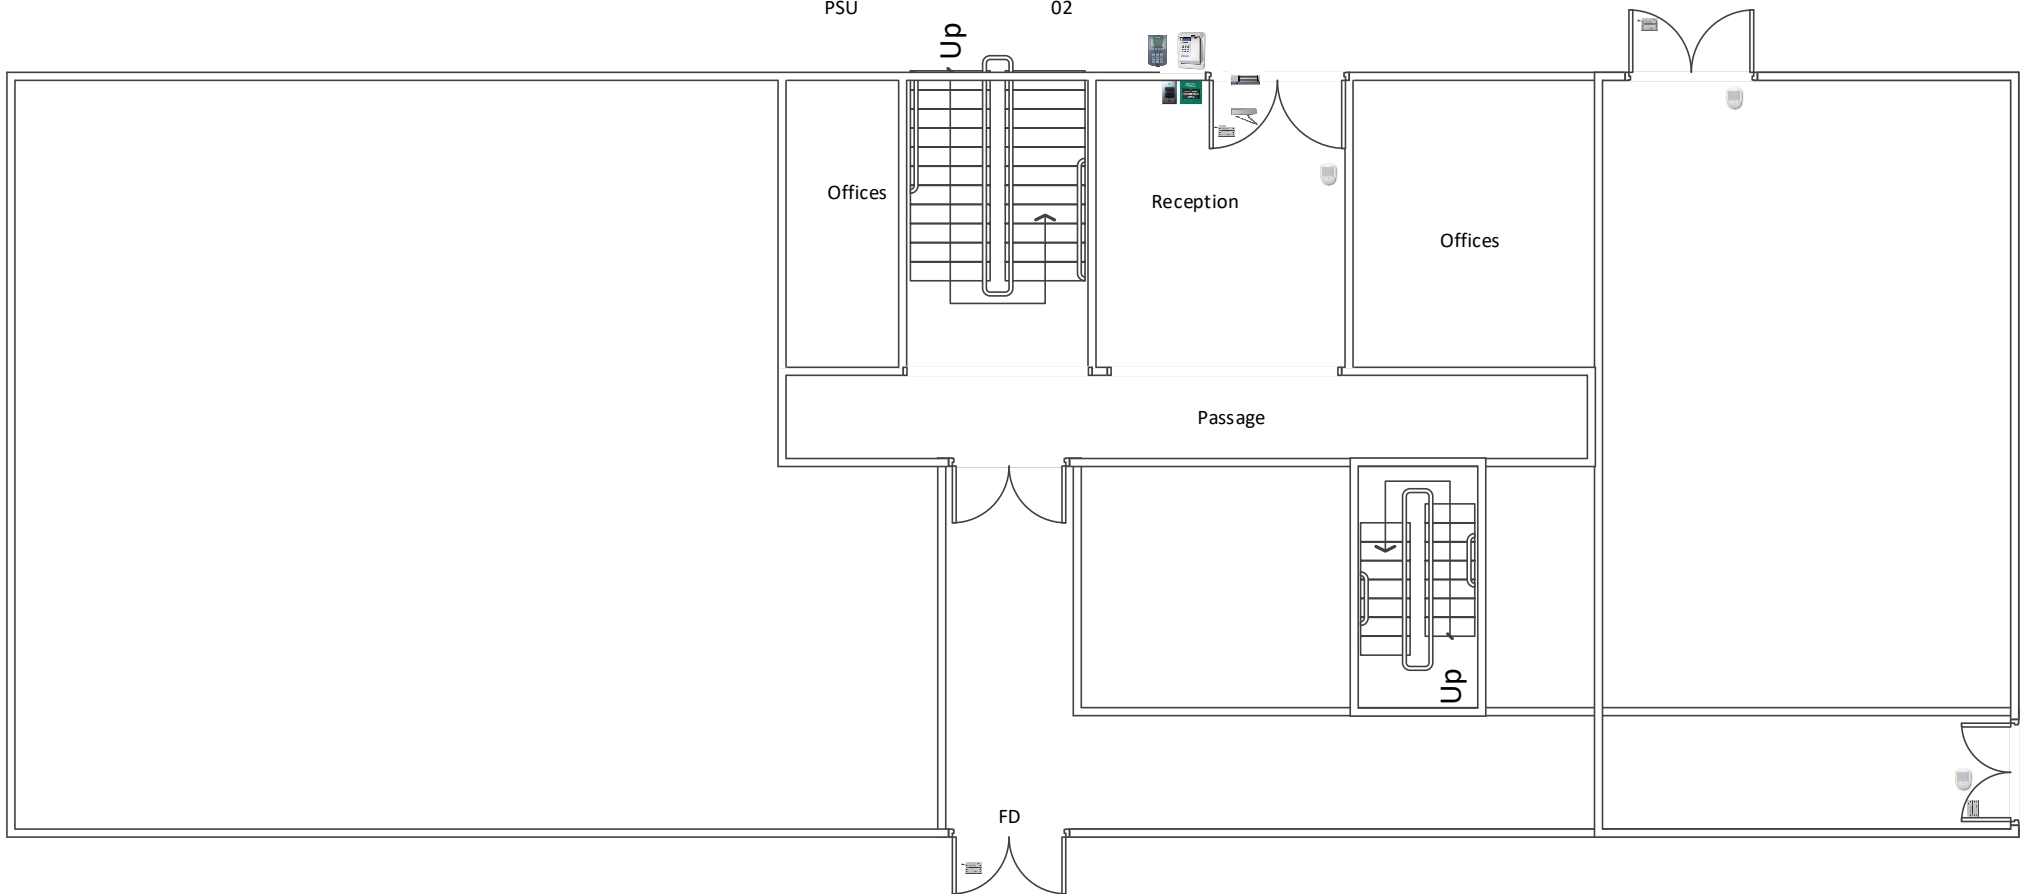 PSU
02
Up
Offices
Reception
Offices
Passage
Up
FD